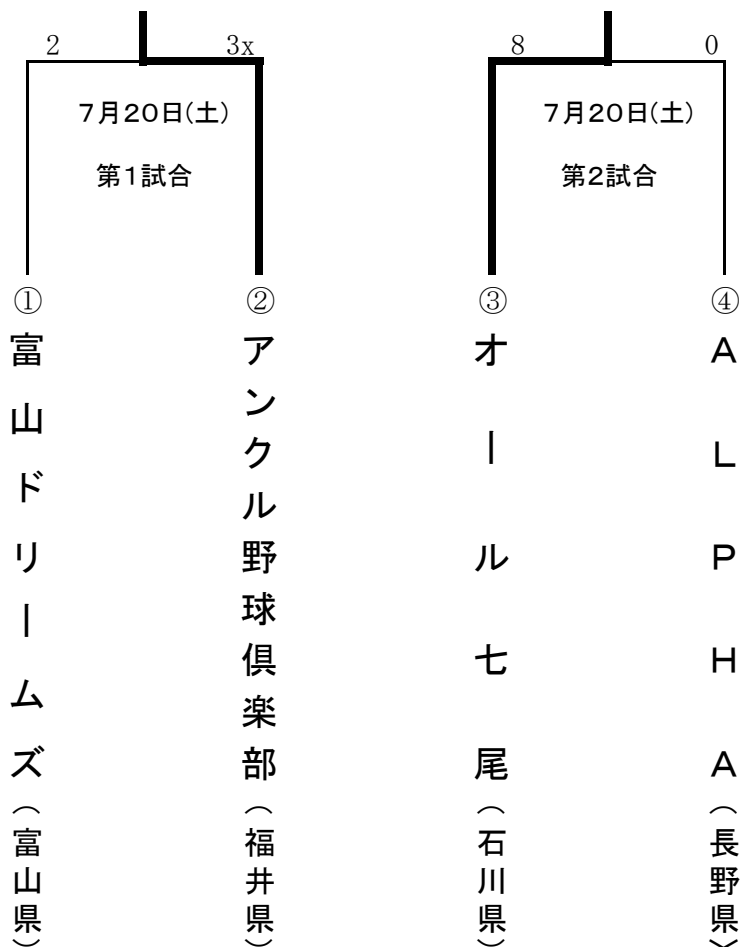 2 3x 8 0
7月20日(土) 7月20日(土)
第1試合 第2試合
① ② ③ ④
富山ドリームズ(富山県)
アンクル野球倶楽部(福井県)
オール七尾(石川県)
ALPHA(長野県)